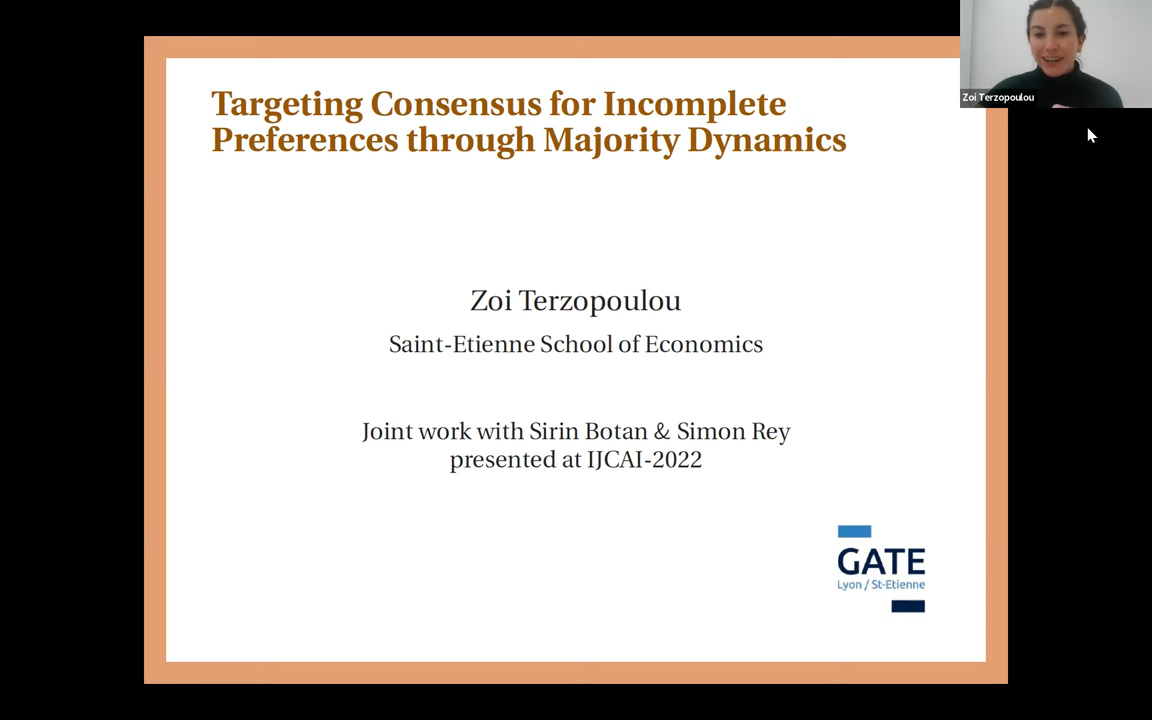 Targeting Consensus for Incomplete
Preferences through Majority Dynamics
Zoi Terzopoulou
Zoi Terzopoulou
Saint-Etienne School of Economics
Joint work with Sirin Botan & Simon Rey
presented at IJCAI-2022
GATE
Lyon / St-Etienne